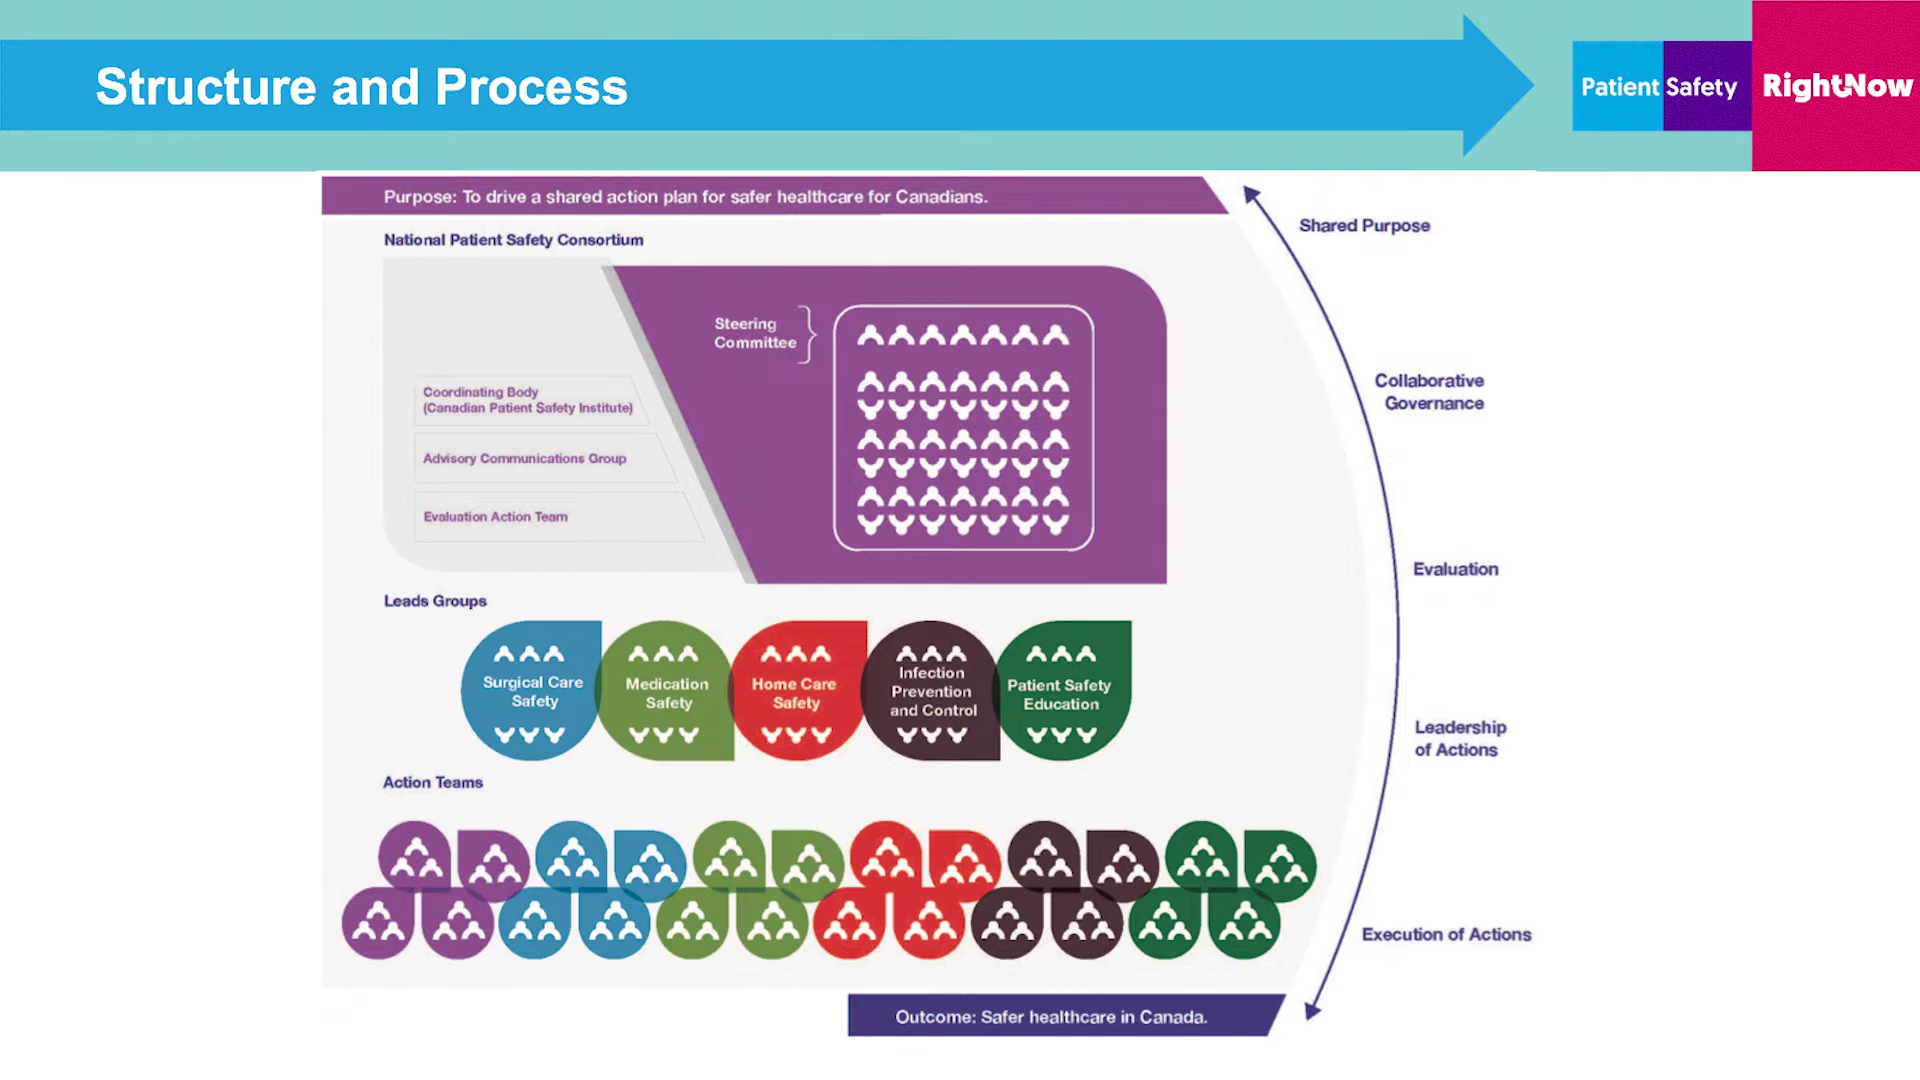 Structure and Process
Patient Safety RightNow
Purpose: To drive a shared action plan for safer healthcare for Canadians.
National Patient Safety Consortium
Steering
Committee
Coordinating Body
(Canadian Patient Safety Institute)
Advisory Communications Group
Evaluation Action Team
Leads Groups
Surgical Care
Safety
Medication
Safety
Home Care
Safety
Infection
Prevention
and Control
Patient Safety
Education
Action Teams
Outcome: Safer healthcare in Canada.
Shared Purpose
Collaborative
Governance
Evaluation
Leadership
of Actions
Execution of Actions